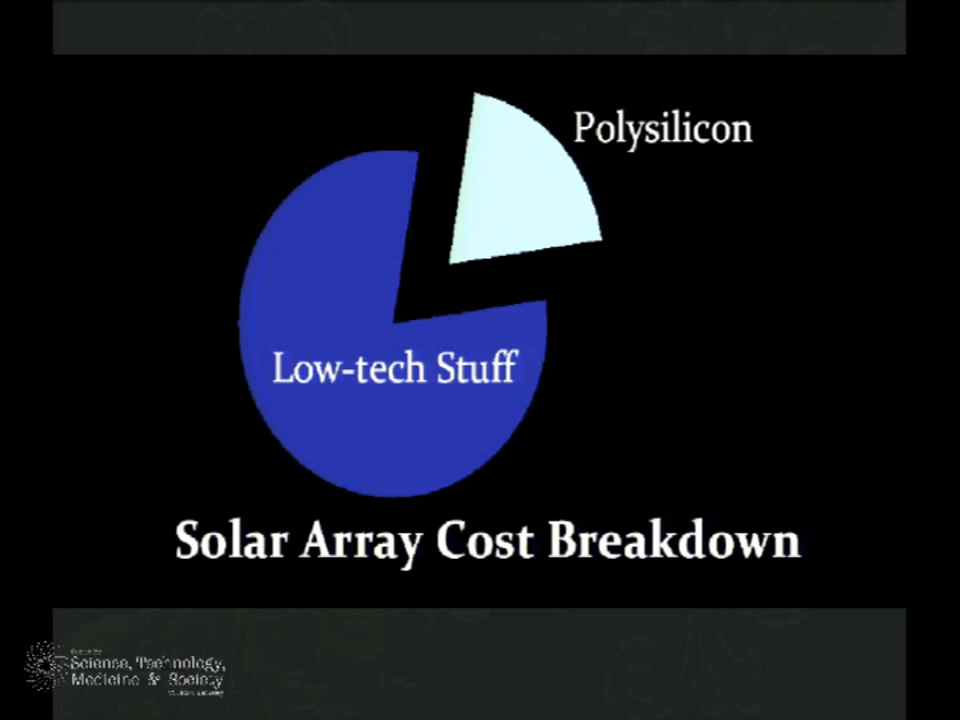 Polysilicon
Low-tech Stuff
Solar Array Cost Breakdown
Science, Technology,
Medicine & Society